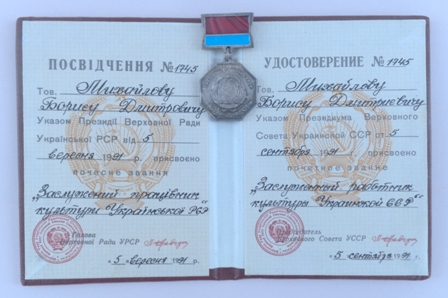 ПОСВІДЧЕННЯ №1745
Тов. Михайлову
Борису Дмитровичу
Указом Президії Верховної Ради
Української РСР від 5
вересня 1991 присвоєно
почесне звання
„Заслужений працівник
культури Української РСР"
Голова
Верховної Ради УРСР
„5 вересня 1991 р.
УДОСТОВЕРЕНИЕ №1745
Тов. Михайлову
Борису Дмитриевичу
Указом Президиума Верховного
Совета Украинской ССР от 5
сентября 1991 присвоено
почетное звание
„Заслуженный работник
культуры Украинской ССР"
Председатель
Верховного Совета УССР
„5 сентября 1991 г.